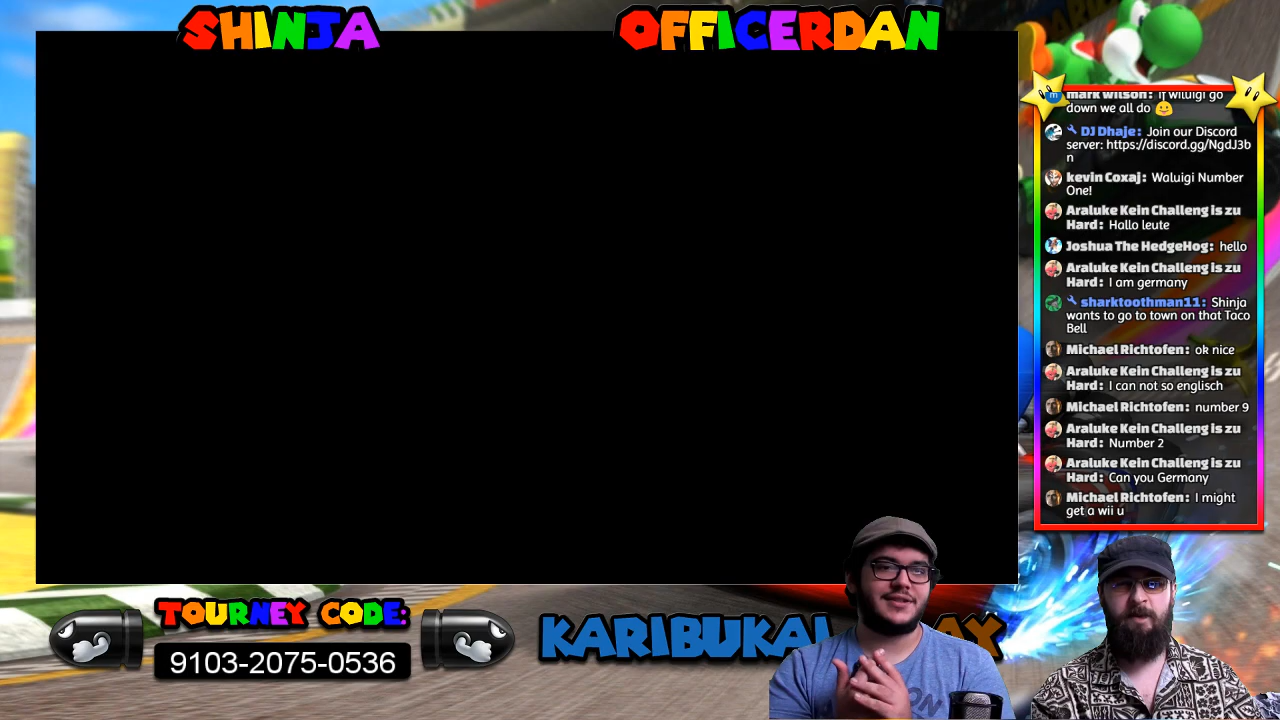 SHINJA
OFFICERDAN
mark wilson: if wiluigi go
down we all do
DJ Dhaje: Join our Discord
server: https://discord.gg/NgdJ3b
n
kevin Coxaj: Waluigi Number
One!
Araluke Kein Challeng is zu
Hard: Hallo leute
Joshua The HedgeHog: hello
Araluke Kein Challeng is zu
Hard: I am germany
sharktoothman11: Shinja
wants to go to town on that Taco
Bell
Michael Richtofen: ok nice
Araluke Kein Challeng is zu
Hard: I can not so englisch
Michael Richtofen: number 9
Araluke Kein Challeng is zu
Hard: Number 2
Araluke Kein Challeng is zu
Hard: Can you Germany
Michael Richtofen: I might
get a wii u
TOURNEY CODE:
9103-2075-0536